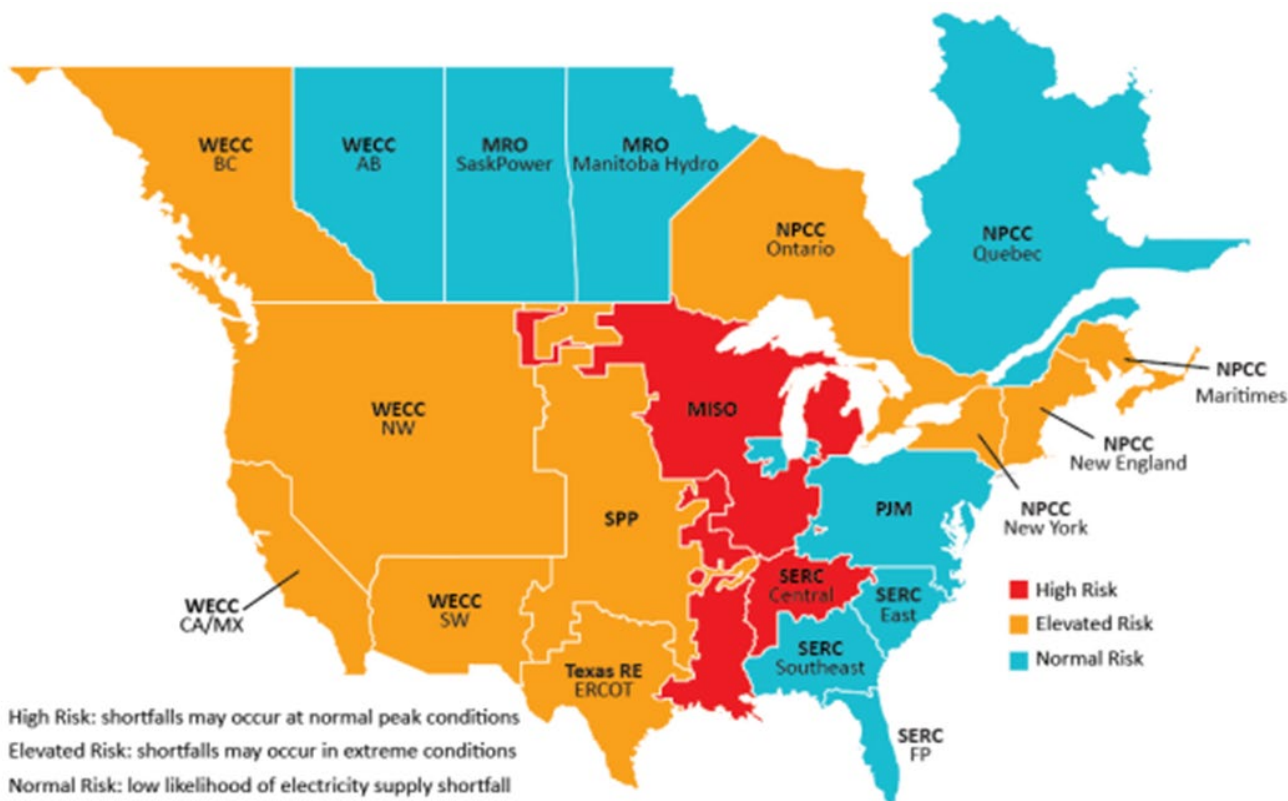 WECC
BC
WECC
AB
MRO
SaskPower
MRO
Manitoba Hydro
NPCC
Ontario
NPCC
Quebec
NPCC
Maritimes
NPCC
New England
NPCC
New York
WECC
NW
MISO
SPP
PJM
WECC
CA/MX
WECC
SW
SERC
Central
SERC
East
SERC
Southeast
Texas RE
ERCOT
SERC
FP
High Risk
Elevated Risk
Normal Risk
High Risk: shortfalls may occur at normal peak conditions
Elevated Risk: shortfalls may occur in extreme conditions
Normal Risk: low likelihood of electricity supply shortfall